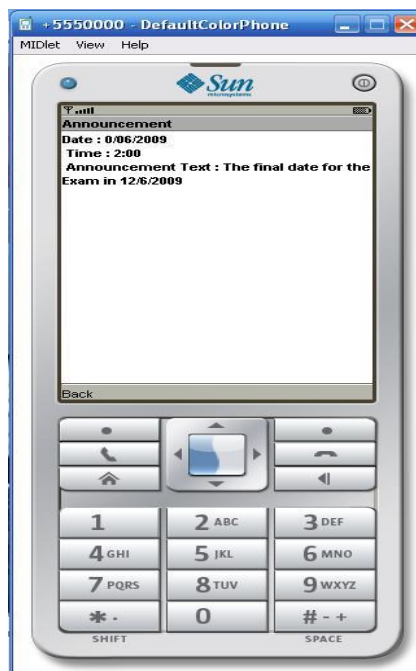 +5550000 - DefaultColorPhone
MIDlet View Help
Sun
microsystems
Announcement
Date : 0/06/2009
Time : 2:00
Announcement Text : The final date for the
Exam in 12/6/2009
Back
1 2 ABC 3 DEF
4 GHI 5 JKL 6 MNO
7 PQRS 8 TUV 9 WXYZ
* . 0 # - +
SHIFT SPACE